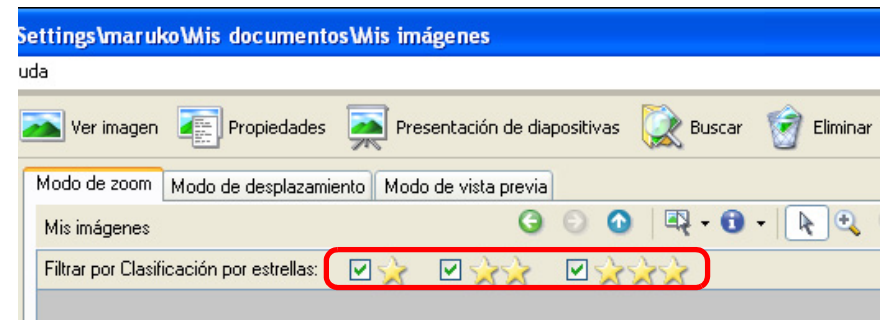 Settings\maruko\Mis documentos\Mis imágenes
uda
Ver imagen Propiedades Presentación de diapositivas Buscar Eliminar
Modo de zoom Modo de desplazamiento Modo de vista previa
Mis imágenes
Filtrar por Clasificación por estrellas: